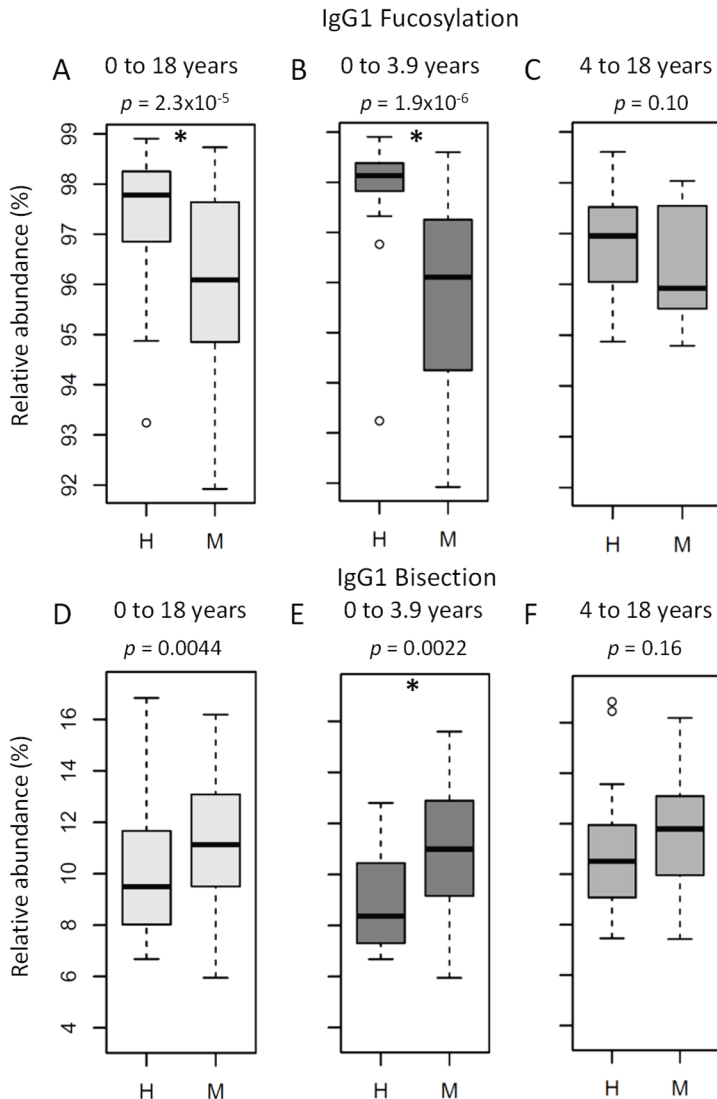 IgG1 Fucosylation
A 0 to 18 years B 0 to 3.9 years C 4 to 18 years
p = 2.3x10-5 p = 1.9x10-6 p = 0.10
* *
Relative abundance (%)
99
98
97
96
95
94
93
92
H M H M H M
IgG1 Bisection
D 0 to 18 years E 0 to 3.9 years F 4 to 18 years
p = 0.0044 p = 0.0022 p = 0.16
*
Relative abundance (%)
16
14
12
10
8
6
4
H M H M H M